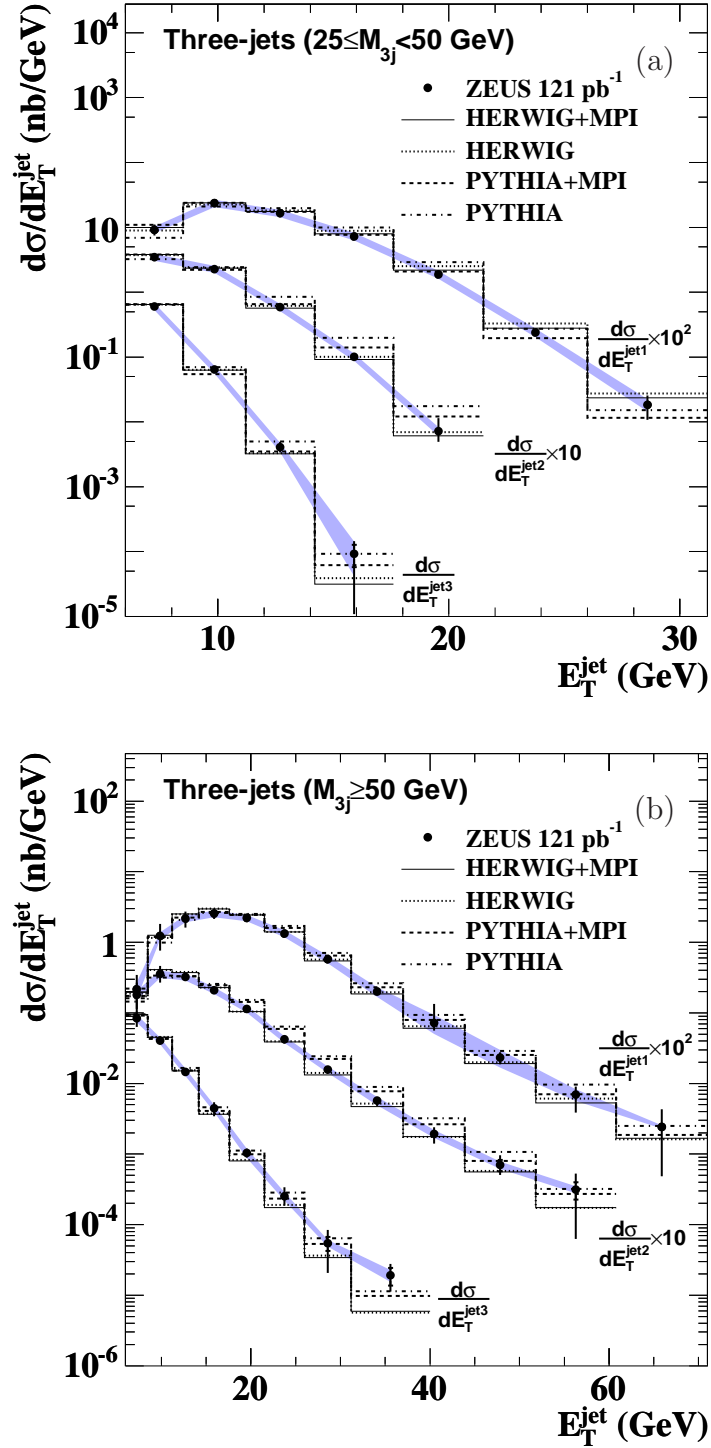 Three-jets (25≤M3j<50 GeV)
(a)
ZEUS 121 pb-1
HERWIG+MPI
HERWIG
PYTHIA+MPI
PYTHIA
dσ/dE_T^jet (nb/GeV)
10^4
10^3
10
10^-1
10^-3
10^-5
dσ/dE_T^jet1 ×10^2
dσ/dE_T^jet2 ×10
dσ/dE_T^jet3
10 20 30
E_T^jet (GeV)
Three-jets (M3j≥50 GeV)
(b)
ZEUS 121 pb-1
HERWIG+MPI
HERWIG
PYTHIA+MPI
PYTHIA
dσ/dE_T^jet (nb/GeV)
10^2
1
10^-2
10^-4
10^-6
dσ/dE_T^jet1 ×10^2
dσ/dE_T^jet2 ×10
dσ/dE_T^jet3
20 40 60
E_T^jet (GeV)